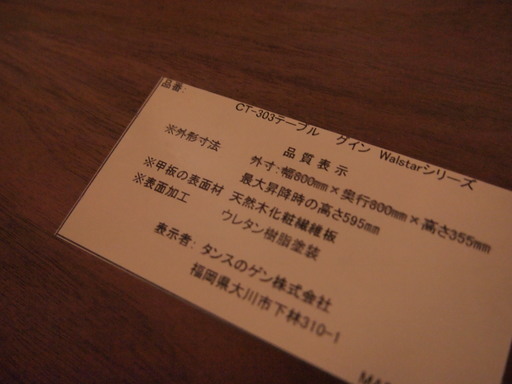 品番:
CT-303テーブル クイン Walstarシリーズ
品質表示
※外形寸法 外寸:幅800mm×奥行800mm×高さ355mm
最大昇降時の高さ595mm
※甲板の表面材 天然木化粧繊維板
※表面加工 ウレタン樹脂塗装
表示者: タンスのゲン株式会社
福岡県大川市下林310-1